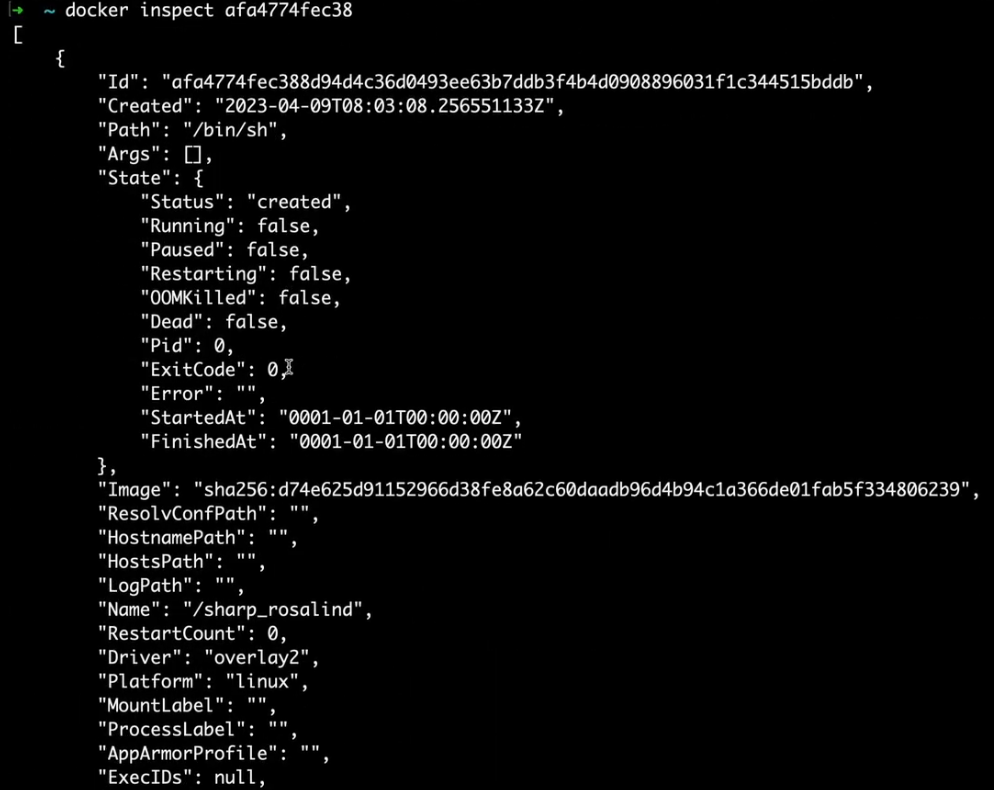 → ~ docker inspect afa4774fec38
[
    {
        "Id": "afa4774fec388d94d4c36d0493ee63b7ddb3f4b4d0908896031f1c344515bddb",
        "Created": "2023-04-09T08:03:08.256551133Z",
        "Path": "/bin/sh",
        "Args": [],
        "State": {
            "Status": "created",
            "Running": false,
            "Paused": false,
            "Restarting": false,
            "OOMKilled": false,
            "Dead": false,
            "Pid": 0,
            "ExitCode": 0,
            "Error": "",
            "StartedAt": "0001-01-01T00:00:00Z",
            "FinishedAt": "0001-01-01T00:00:00Z"
        },
        "Image": "sha256:d74e625d91152966d38fe8a62c60daadb96d4b94c1a366de01fab5f334806239",
        "ResolvConfPath": "",
        "HostnamePath": "",
        "HostsPath": "",
        "LogPath": "",
        "Name": "/sharp_rosalind",
        "RestartCount": 0,
        "Driver": "overlay2",
        "Platform": "linux",
        "MountLabel": "",
        "ProcessLabel": "",
        "AppArmorProfile": "",
        "ExecIDs": null,